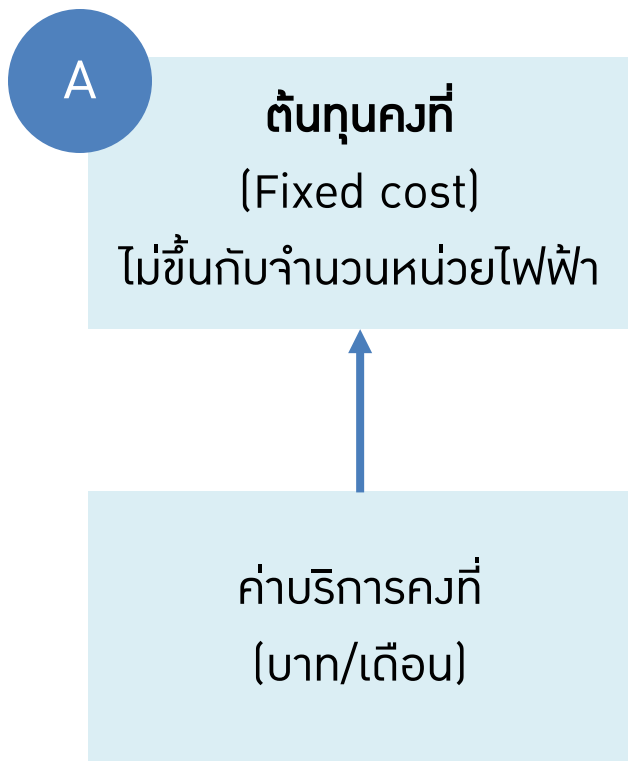 A
ต้นทุนคงที่
(Fixed cost)
ไม่ขึ้นกับจำนวนหน่วยไฟฟ้า
ค่าบริการคงที่
(บาท/เดือน)